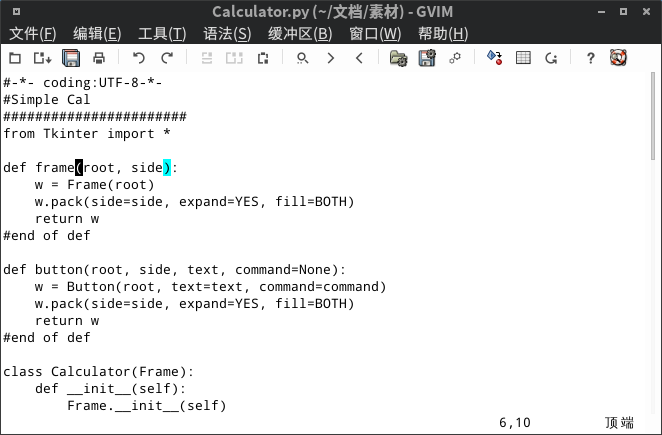 Calculator.py (~/文档/素材) - GVIM
文件(F) 编辑(E) 工具(T) 语法(S) 缓冲区(B) 窗口(W) 帮助(H)
#-*- coding:UTF-8-*-
#Simple Cal
#######################
from Tkinter import *

def frame(root, side):
    w = Frame(root)
    w.pack(side=side, expand=YES, fill=BOTH)
    return w
#end of def

def button(root, side, text, command=None):
    w = Button(root, text=text, command=command)
    w.pack(side=side, expand=YES, fill=BOTH)
    return w
#end of def

class Calculator(Frame):
    def __init__(self):
        Frame.__init__(self)
6,10 顶端